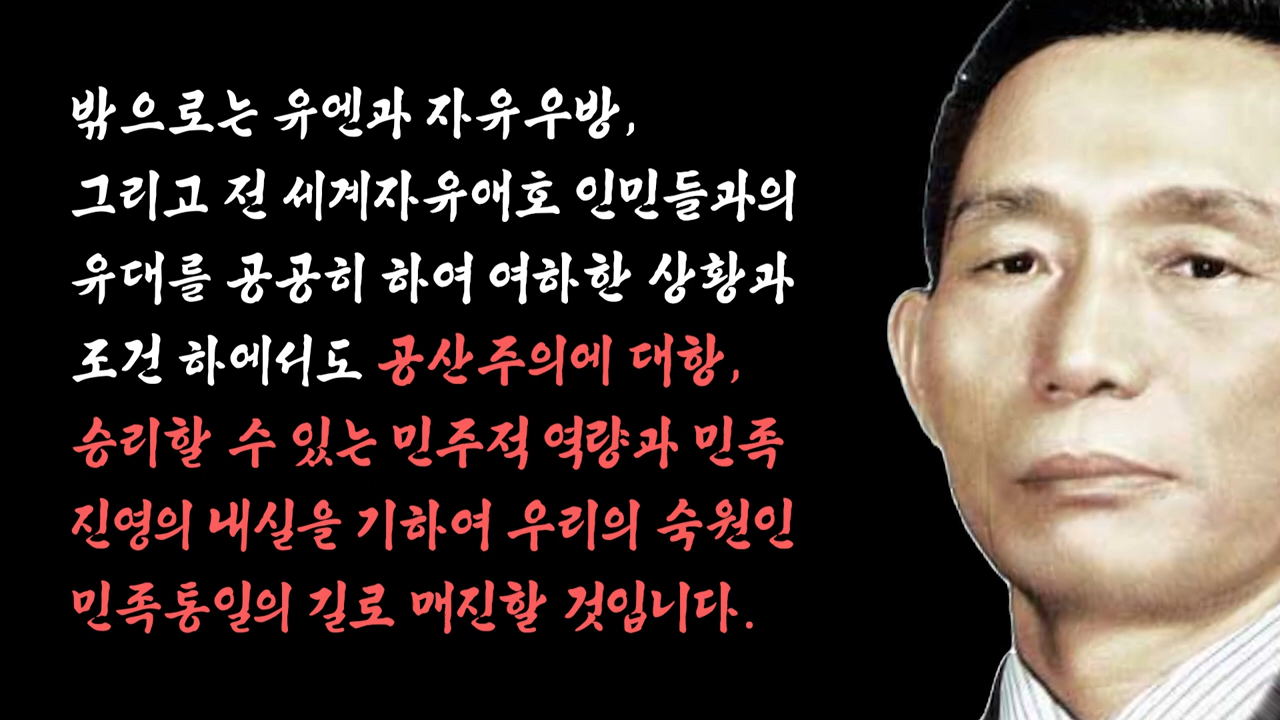 밖으로는 유엔과 자유우방,
그리고 전 세계자유애호 인민들과의
유대를 공공히 하여 여하한 상황과
조건 하에서도 공산주의에 대항,
승리할 수 있는 민주적 역량과 민족
진영의 내실을 기하여 우리의 숙원인
민족통일의 길로 매진할 것입니다.